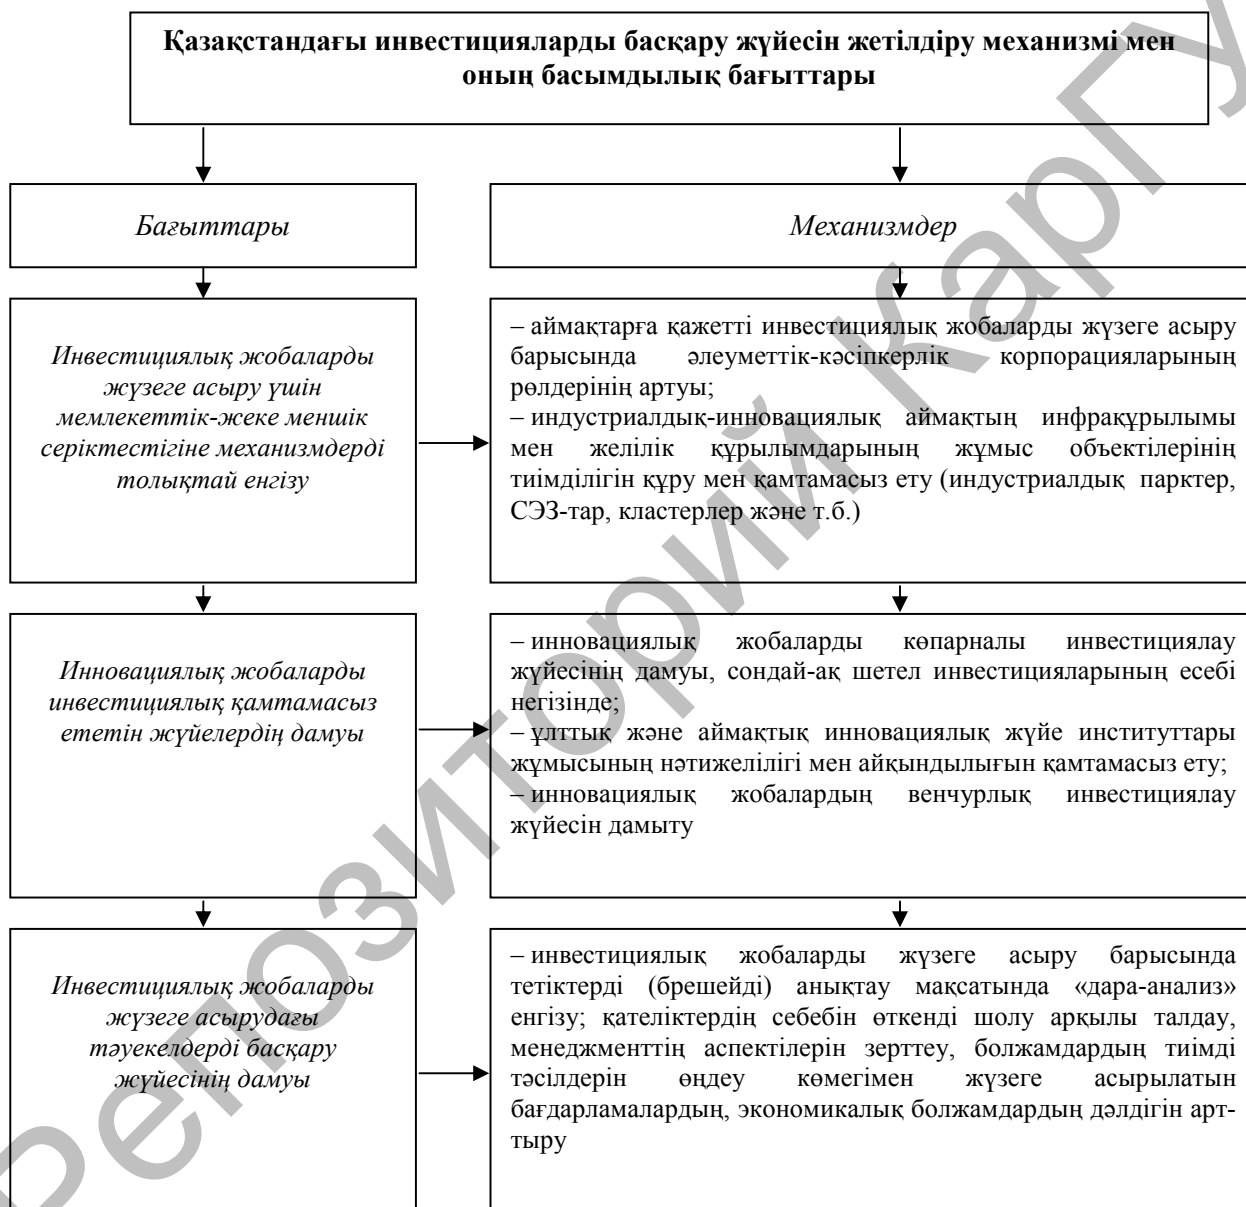 Қазақстандағы инвестицияларды басқару жүйесін жетілдіру механизмі мен
оның басымдылық бағыттары
Бағыттары
Механизмдер
Инвестициялық жобаларды
жүзеге асыру үшін
мемлекеттік-жеке меншік
серіктестігіне механизмдерді
толықтай енгізу
– аймақтарға қажетті инвестициялық жобаларды жүзеге асыру
барысында әлеуметтік-кәсіпкерлік корпорацияларының
рөлдерінің артуы;
– индустриалдық-инновациялық аймақтың инфрақұрылымы
мен желілік құрылымдарының жұмыс объектілерінің
тиімділігін құру мен қамтамасыз ету (индустриалдық парктер,
СЭЗ-тар, кластерлер және т.б.)
Инновациялық жобаларды
инвестициялық қамтамасыз
ететін жүйелердің дамуы
– инновациялық жобаларды көпарналы инвестициялау
жүйесінің дамуы, сондай-ақ шетел инвестицияларының есебі
негізінде;
– ұлттық және аймақтық инновациялық жүйе институттары
жұмысының нәтижелілігі мен айқындылығын қамтамасыз ету;
– инновациялық жобалардың венчурлық инвестициялау
жүйесін дамыту
Инвестициялық жобаларды
жүзеге асырудағы
тәуекелдерді басқару
жүйесінің дамуы
– инвестициялық жобаларды жүзеге асыру барысында
тетіктерді (брешейді) анықтау мақсатында «дара-анализ»
енгізу; қателіктердің себебін өткенді шолу арқылы талдау,
менеджменттің аспектілерін зерттеу, болжамдардың тиімді
тәсілдерін өңдеу көмегімен жүзеге асырылатын
бағдарламалардың, экономикалық болжамдардың дәлдігін арт-
тыру
Репозиторий КарГУ